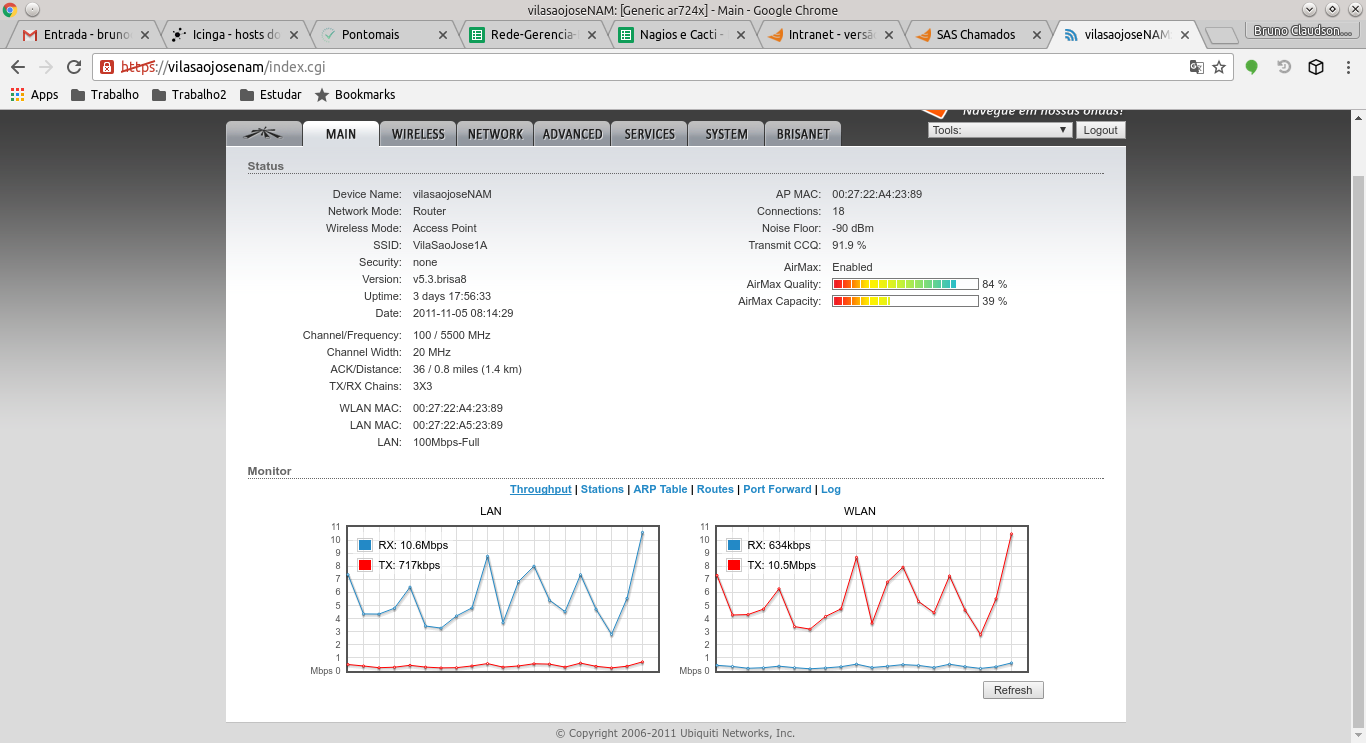 vilasaojoseNAM: [Generic ar724x] - Main - Google Chrome
Entrada - bruno
Icinga - hosts do
Pontomais
Rede-Gerencia-
Nagios e Cacti -
Intranet - versã
SAS Chamados
vilasaojoseNAM
Bruno Claudson...
https://vilasaojosenam/index.cgi
Apps
Trabalho
Trabalho2
Estudar
Bookmarks
Navegue em nossas ondas!
MAIN
WIRELESS
NETWORK
ADVANCED
SERVICES
SYSTEM
BRISANET
Tools:
Logout
Status
Device Name: vilasaojoseNAM
Network Mode: Router
Wireless Mode: Access Point
SSID: VilaSaoJose1A
Security: none
Version: v5.3.brisa8
Uptime: 3 days 17:56:33
Date: 2011-11-05 08:14:29
Channel/Frequency: 100 / 5500 MHz
Channel Width: 20 MHz
ACK/Distance: 36 / 0.8 miles (1.4 km)
TX/RX Chains: 3X3
WLAN MAC: 00:27:22:A4:23:89
LAN MAC: 00:27:22:A5:23:89
LAN: 100Mbps-Full
AP MAC: 00:27:22:A4:23:89
Connections: 18
Noise Floor: -90 dBm
Transmit CCQ: 91.9 %
AirMax: Enabled
AirMax Quality: 84 %
AirMax Capacity: 39 %
Monitor
Throughput | Stations | ARP Table | Routes | Port Forward | Log
LAN
11
10
9
8
7
6
5
4
3
2
1
Mbps 0
RX: 10.6Mbps
TX: 717kbps
WLAN
11
10
9
8
7
6
5
4
3
2
1
Mbps 0
RX: 634kbps
TX: 10.5Mbps
Refresh
© Copyright 2006-2011 Ubiquiti Networks, Inc.